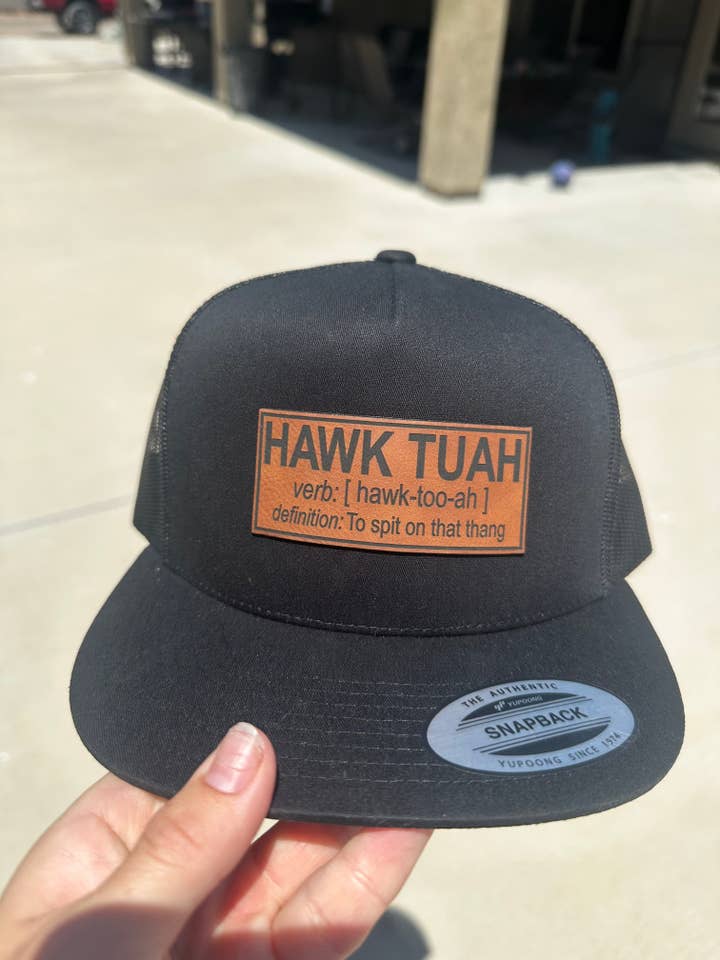 HAWK TUAH
verb: [ hawk-too-ah ]
definition: To spit on that thang
THE AUTHENTIC
YUPOONG
SNAPBACK
YUPOONG SINCE 1974